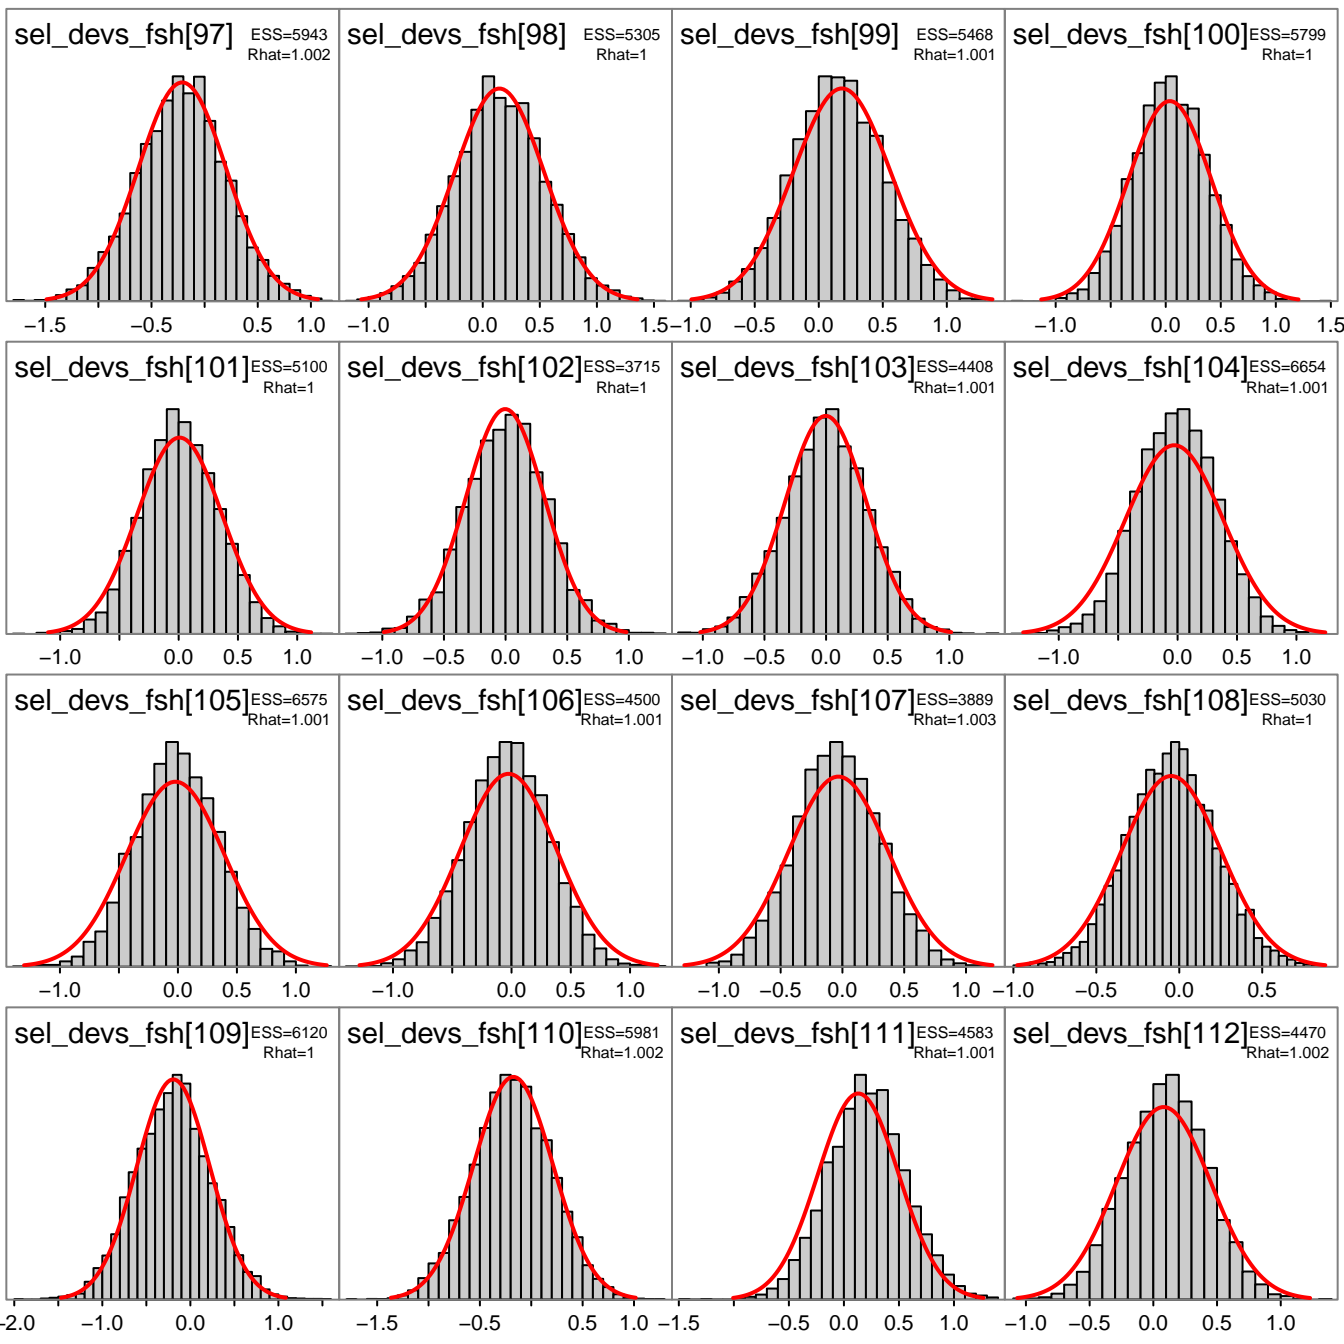 sel_devs_fsh[97] ESS=5943
Rhat=1.002
sel_devs_fsh[98] ESS=5305
Rhat=1
sel_devs_fsh[99] ESS=5468
Rhat=1.001
sel_devs_fsh[100] ESS=5799
Rhat=1
−1.5 −0.5 0.5 1.0
−1.0 0.0 0.5 1.0 1.5
−1.0 0.0 0.5 1.0
−1.0 0.0 0.5 1.0 1.5
sel_devs_fsh[101] ESS=5100
Rhat=1
sel_devs_fsh[102] ESS=3715
Rhat=1
sel_devs_fsh[103] ESS=4408
Rhat=1.001
sel_devs_fsh[104] ESS=6654
Rhat=1.001
−1.0 0.0 0.5 1.0
−1.0 −0.5 0.0 0.5 1.0
−1.0 −0.5 0.0 0.5 1.0
−1.0 0.0 0.5 1.0
sel_devs_fsh[105] ESS=6575
Rhat=1.001
sel_devs_fsh[106] ESS=4500
Rhat=1.001
sel_devs_fsh[107] ESS=3889
Rhat=1.003
sel_devs_fsh[108] ESS=5030
Rhat=1
−1.0 0.0 0.5 1.0
−1.0 0.0 0.5 1.0
−1.0 −0.5 0.0 0.5 1.0
−1.0 −0.5 0.0 0.5
sel_devs_fsh[109] ESS=6120
Rhat=1
sel_devs_fsh[110] ESS=5981
Rhat=1.002
sel_devs_fsh[111] ESS=4583
Rhat=1.001
sel_devs_fsh[112] ESS=4470
Rhat=1.002
−2.0 −1.0 0.0 1.0
−1.5 −0.5 0.5 1.0
−1.5 −0.5 0.0 0.5 1.0
−1.0 0.0 0.5 1.0